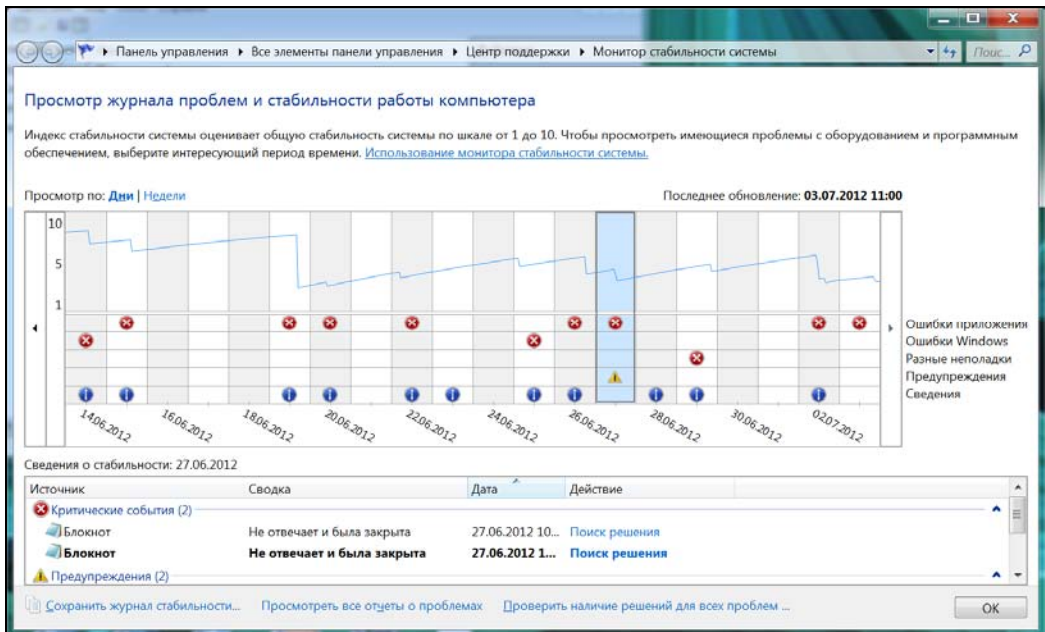 Панель управления ▸ Все элементы панели управления ▸ Центр поддержки ▸ Монитор стабильности системы
Поис...
Просмотр журнала проблем и стабильности работы компьютера
Индекс стабильности системы оценивает общую стабильность системы по шкале от 1 до 10. Чтобы просмотреть имеющиеся проблемы с оборудованием и программным
обеспечением, выберите интересующий период времени. Использование монитора стабильности системы.
Просмотр по: Дни | Недели
Последнее обновление: 03.07.2012 11:00
10
5
1
Ошибки приложения
Ошибки Windows
Разные неполадки
Предупреждения
Сведения
14.06.2012 16.06.2012 18.06.2012 20.06.2012 22.06.2012 24.06.2012 26.06.2012 28.06.2012 30.06.2012 02.07.2012
Сведения о стабильности: 27.06.2012
Источник Сводка Дата Действие
Критические события (2)
Блокнот Не отвечает и была закрыта 27.06.2012 10... Поиск решения
Блокнот Не отвечает и была закрыта 27.06.2012 1... Поиск решения
Предупреждения (2)
Сохранить журнал стабильности... Просмотреть все отчеты о проблемах Проверить наличие решений для всех проблем ...
OK